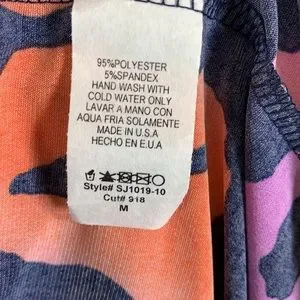 95%POLYESTER
5%SPANDEX
HAND WASH WITH
COLD WATER ONLY
LAVAR A MANO CON
AQUA FRIA SOLAMENTE
MADE IN U.S.A
HECHO EN E.U.A
Style# SJ1019-10
Cut# 918
M